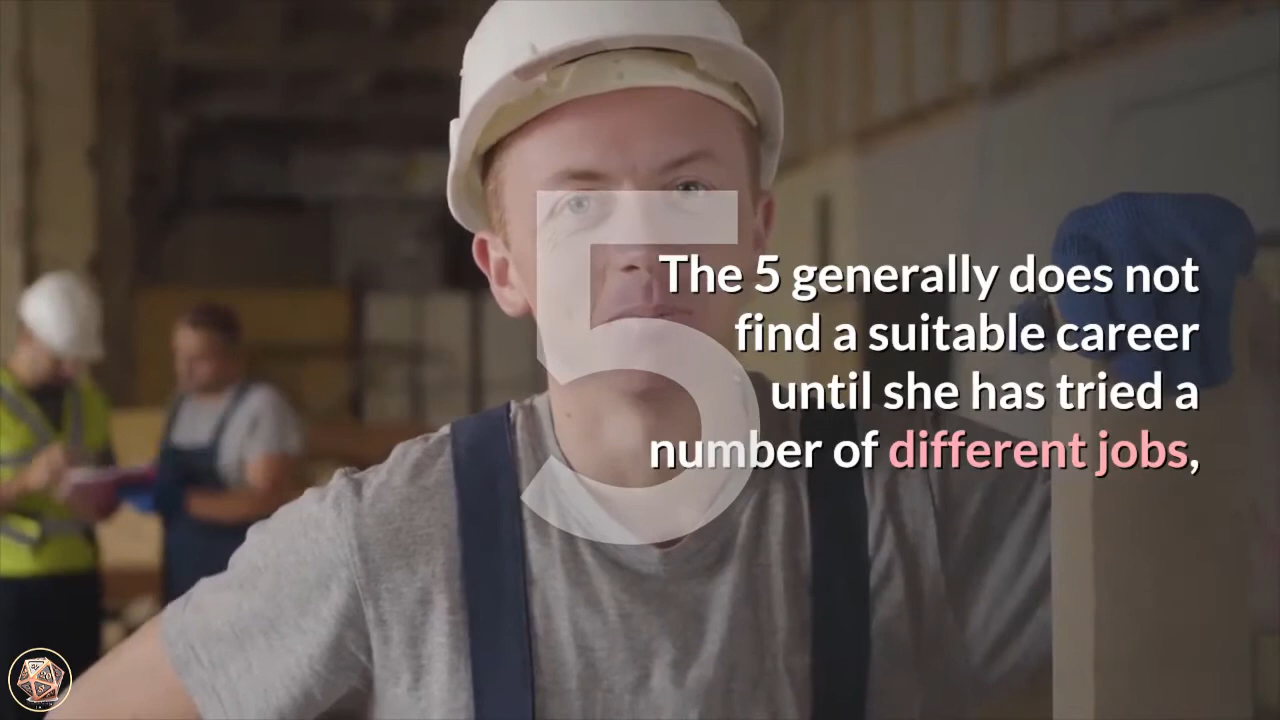 5
The 5 generally does not
find a suitable career
until she has tried a
number of different jobs,